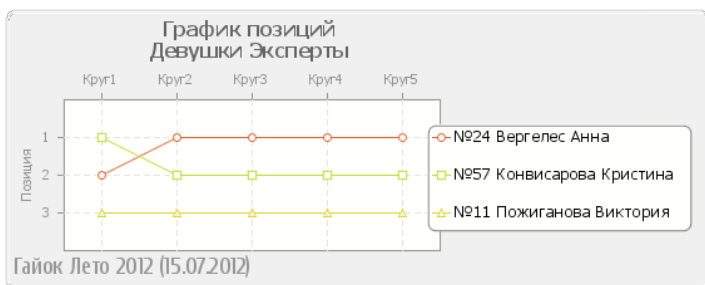 График позиций
Девушки Эксперты
Круг1 Круг2 Круг3 Круг4 Круг5
Позиция
1
2
3
№24 Вергелес Анна
№57 Конвисарова Кристина
№11 Пожиганова Виктория
Гайок Лето 2012 (15.07.2012)